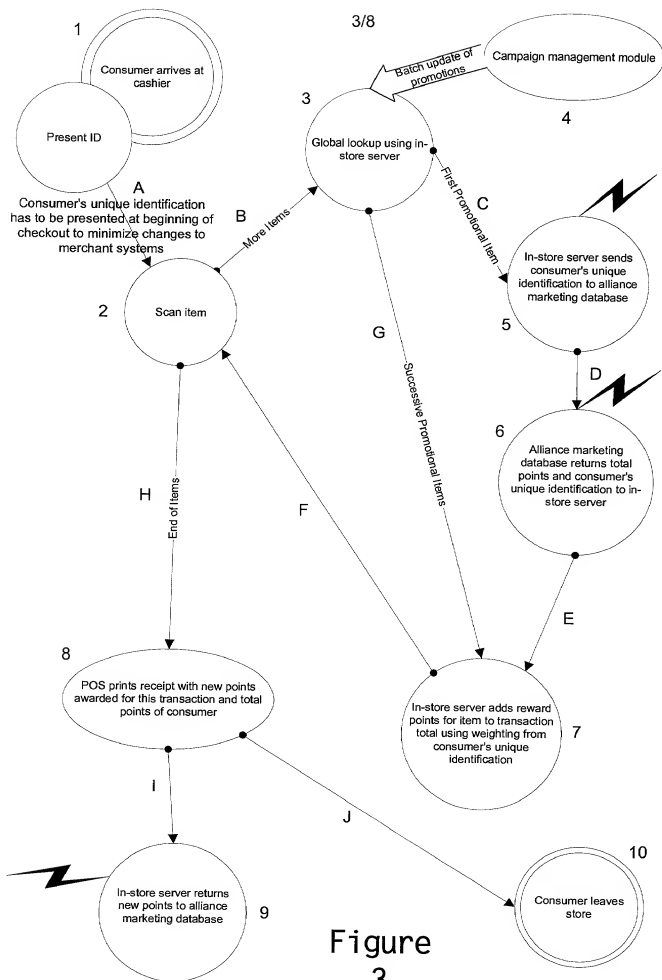 3/8
1
Consumer arrives at
cashier
Present ID
A
Consumer's unique identification
has to be presented at beginning of
checkout to minimize changes to
merchant systems
Batch update of
promotions
Campaign management module
4
3
Global lookup using in-
store server
B
More Items
C
First Promotional Item
2
Scan item
In-store server sends
consumer's unique
identification to alliance
marketing database
5
D
G
Successive Promotional Items
6
Alliance marketing
database returns total
points and consumer's
unique identification to in-
store server
H
End of Items
F
E
8
POS prints receipt with new points
awarded for this transaction and total
points of consumer
In-store server adds reward
points for item to transaction
total using weighting from
consumer's unique
identification
7
I
J
In-store server returns
new points to alliance
marketing database
9
10
Consumer leaves
store
Figure
3